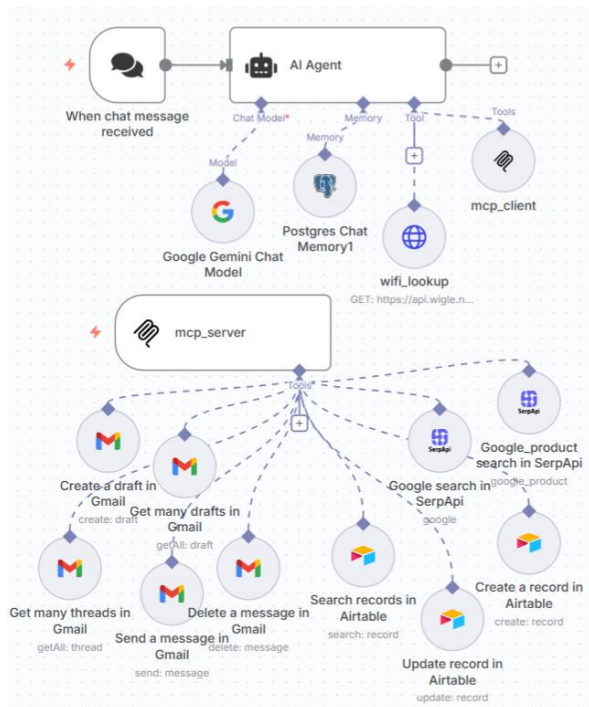 AI Agent
When chat message
received
Chat Model*
Memory
Tool
Tools
Model
Memory
mcp_client
Google Gemini Chat
Model
Postgres Chat
Memory1
wifi_lookup
GET: https://api.wigle.n...
mcp_server
Tools
SerpApi
SerpApi
Create a draft in
Gmail
create: draft
Get many drafts in
Gmail
getAll: draft
Google search in
SerpApi
google
Google_product
search in SerpApi
google_product
Get many threads in
Gmail
getAll: thread
Send a message in
Gmail
send: message
Delete a message in
Gmail
delete: message
Search records in
Airtable
search: record
Update record in
Airtable
update: record
Create a record in
Airtable
create: record